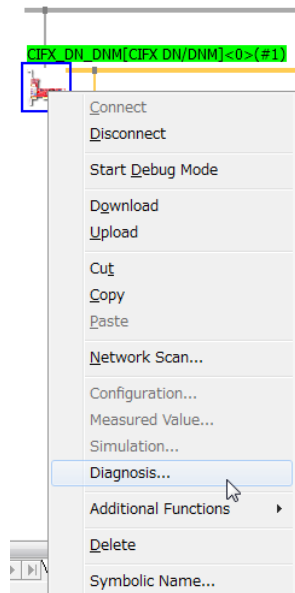 CIFX_DN_DNM[CIFX DN/DNM]<0>(#1)
Connect
Disconnect
Start Debug Mode
Download
Upload
Cut
Copy
Paste
Network Scan...
Configuration...
Measured Value...
Simulation...
Diagnosis...
Additional Functions
Delete
Symbolic Name...